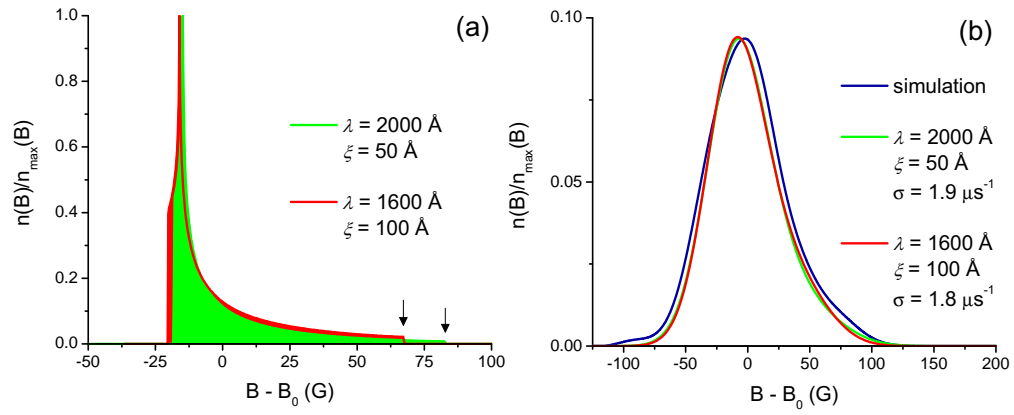 (a)
n(B)/n_max(B)
1.0
0.8
0.6
0.4
0.2
0.0
λ = 2000 Å
ξ = 50 Å
λ = 1600 Å
ξ = 100 Å
-50 -25 0 25 50 75 100
B - B_0 (G)
(b)
n(B)/n_max(B)
0.10
0.05
0.00
simulation
λ = 2000 Å
ξ = 50 Å
σ = 1.9 μs^-1
λ = 1600 Å
ξ = 100 Å
σ = 1.8 μs^-1
-100 -50 0 50 100 150 200
B - B_0 (G)